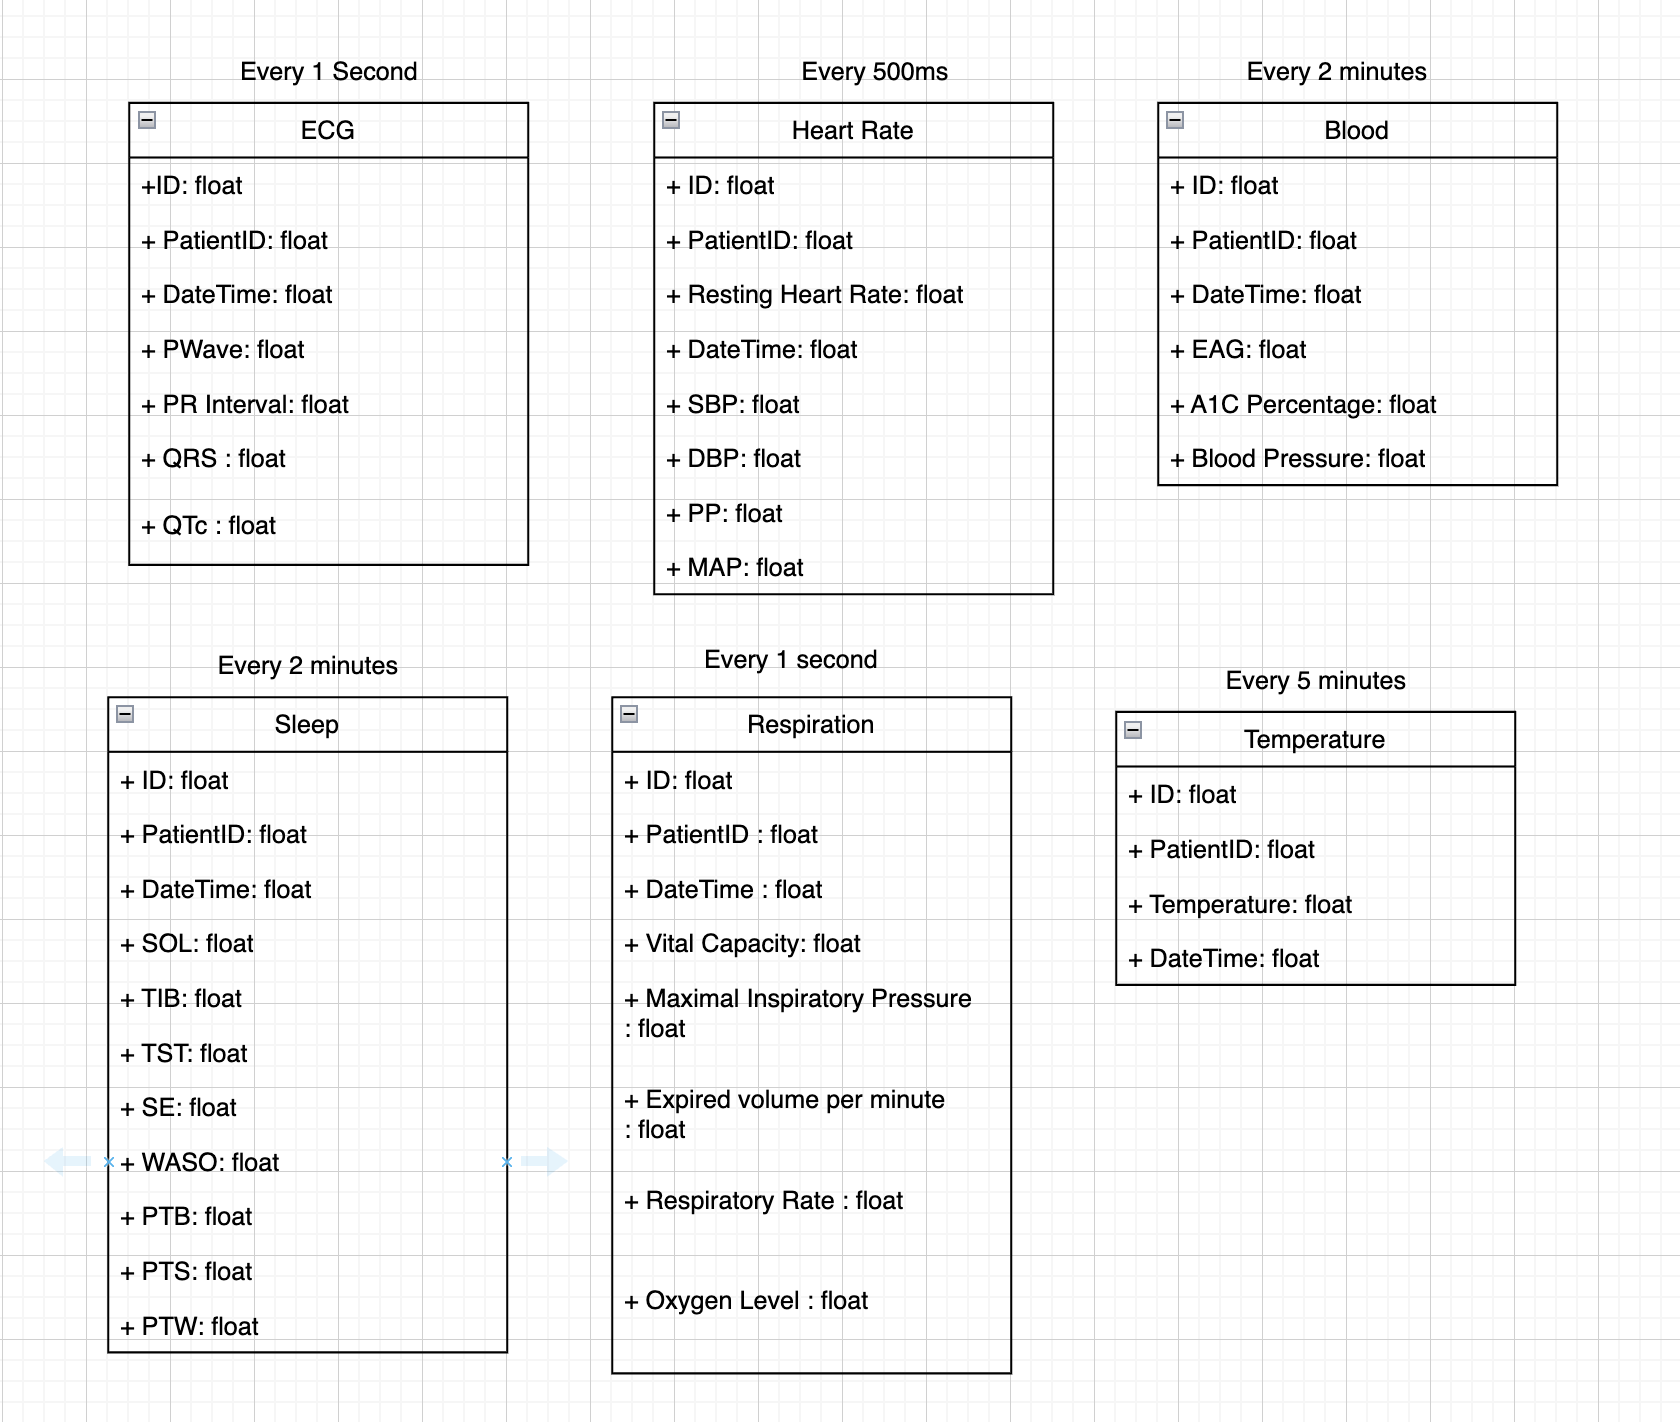 Every 1 Second
ECG
+ID: float
+ PatientID: float
+ DateTime: float
+ PWave: float
+ PR Interval: float
+ QRS : float
+ QTc : float
Every 500ms
Heart Rate
+ ID: float
+ PatientID: float
+ Resting Heart Rate: float
+ DateTime: float
+ SBP: float
+ DBP: float
+ PP: float
+ MAP: float
Every 2 minutes
Blood
+ ID: float
+ PatientID: float
+ DateTime: float
+ EAG: float
+ A1C Percentage: float
+ Blood Pressure: float
Every 2 minutes
Sleep
+ ID: float
+ PatientID: float
+ DateTime: float
+ SOL: float
+ TIB: float
+ TST: float
+ SE: float
+ WASO: float
+ PTB: float
+ PTS: float
+ PTW: float
Every 1 second
Respiration
+ ID: float
+ PatientID : float
+ DateTime : float
+ Vital Capacity: float
+ Maximal Inspiratory Pressure
: float
+ Expired volume per minute
: float
+ Respiratory Rate : float
+ Oxygen Level : float
Every 5 minutes
Temperature
+ ID: float
+ PatientID: float
+ Temperature: float
+ DateTime: float